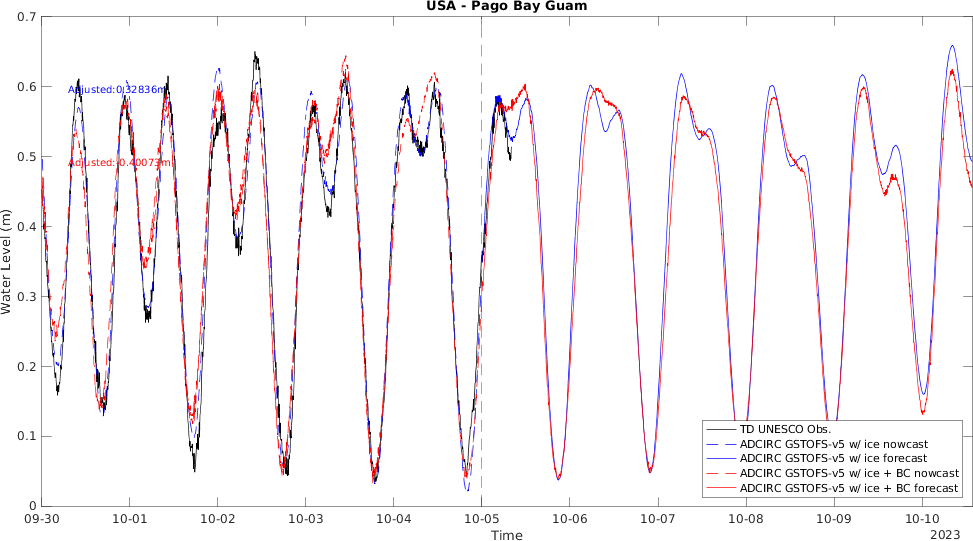 USA - Pago Bay Guam
0.7
0.6
0.5
0.4
0.3
0.2
0.1
0
Water Level (m)
Adjusted:0.32836m
Adjusted:-0.40073m
TD UNESCO Obs.
ADCIRC GSTOFS-v5 w/ ice nowcast
ADCIRC GSTOFS-v5 w/ ice forecast
ADCIRC GSTOFS-v5 w/ ice + BC nowcast
ADCIRC GSTOFS-v5 w/ ice + BC forecast
09-30 10-01 10-02 10-03 10-04 10-05 10-06 10-07 10-08 10-09 10-10
Time
2023